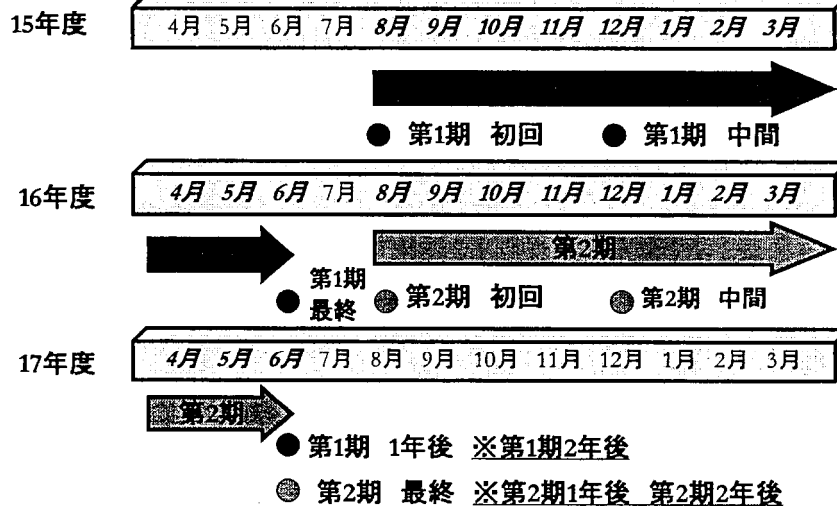 15年度 4月 5月 6月 7月 8月 9月 10月 11月 12月 1月 2月 3月
● 第1期 初回 ● 第1期 中間
16年度 4月 5月 6月 7月 8月 9月 10月 11月 12月 1月 2月 3月
第2期
第1期
最終
● 第2期 初回 ● 第2期 中間
17年度 4月 5月 6月 7月 8月 9月 10月 11月 12月 1月 2月 3月
第2期
● 第1期 1年後 ※第1期2年後
● 第2期 最終 ※第2期1年後 第2期2年後